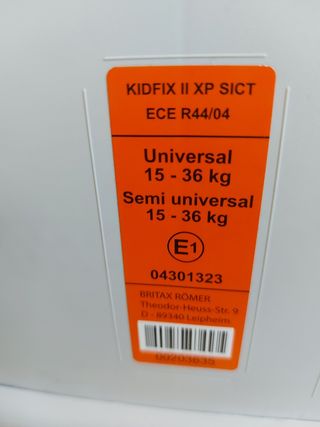 KIDFIX II XP SICT
ECE R44/04
Universal
15 - 36 kg
Semi universal
15 - 36 kg
E1
04301323
BRITAX RÖMER
Theodor-Heuss-Str. 9
D - 89340 Leipheim
00203635